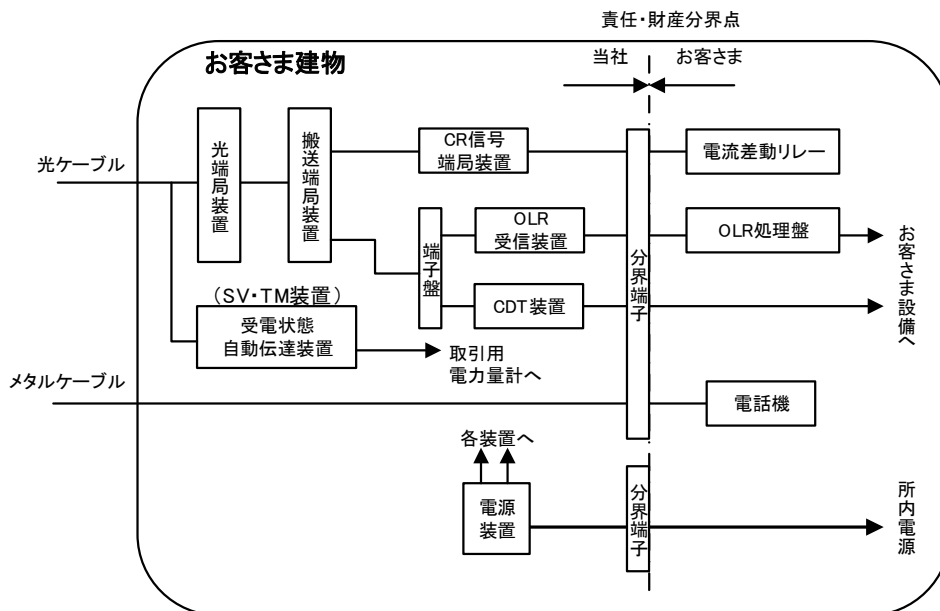 責任・財産分界点
当社
お客さま
お客さま建物
光ケーブル
光端局装置
搬送端局装置
CR信号
端局装置
電流差動リレー
端子盤
OLR
受信装置
OLR処理盤
CDT装置
分界端子
お客さま設備へ
(SV・TM装置)
受電状態
自動伝達装置
取引用
電力量計へ
メタルケーブル
電話機
各装置へ
電源
装置
分界端子
所内電源